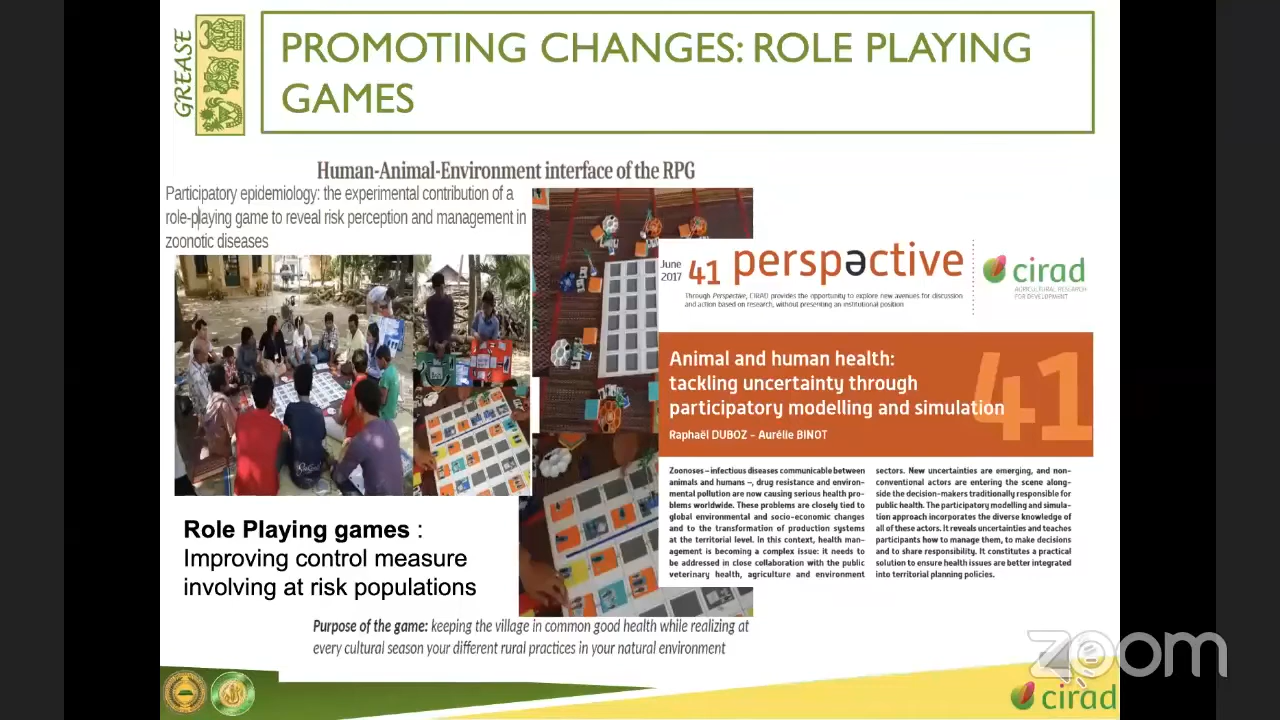 GREASE
PROMOTING CHANGES: ROLE PLAYING
GAMES
Human-Animal-Environment interface of the RPG
Participatory epidemiology: the experimental contribution of a
role-playing game to reveal risk perception and management in
zoonotic diseases
June
2017
41
perspəctive
Through Perspective, CIRAD provides the opportunity to explore new avenues for discussion
and action based on research, without presenting an institutional position
cirad
AGRICULTURAL RESEARCH
FOR DEVELOPMENT
Animal and human health:
tackling uncertainty through
participatory modelling and simulation
41
Raphaël DUBOZ – Aurélie BINOT
Zoonoses – infectious diseases communicable between
animals and humans –, drug resistance and environ-
mental pollution are now causing serious health pro-
blems worldwide. These problems are closely tied to
global environmental and socio-economic changes
and to the transformation of production systems
at the territorial level. In this context, health man-
agement is becoming a complex issue: it needs to
be addressed in close collaboration with the public
veterinary health, agriculture and environment
sectors. New uncertainties are emerging, and non-
conventional actors are entering the scene along-
side the decision-makers traditionally responsible for
public health. The participatory modelling and simula-
tion approach incorporates the diverse knowledge of
all of these actors. It reveals uncertainties and teaches
participants how to manage them, to make decisions
and to share responsibility. It constitutes a practical
solution to ensure health issues are better integrated
into territorial planning policies.
Role Playing games :
Improving control measure
involving at risk populations
Purpose of the game: keeping the village in common good health while realizing at
every cultural season your different rural practices in your natural environment
zoom
cirad